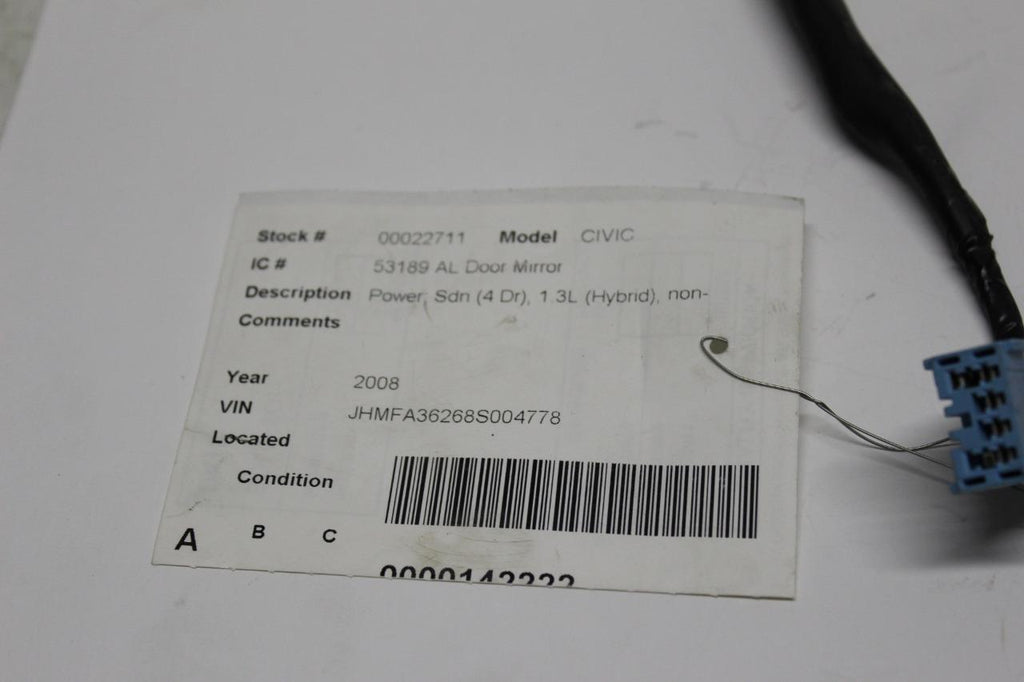 Stock # 00022711 Model CIVIC
IC # 53189 AL Door Mirror
Description Power, Sdn (4 Dr), 1.3L (Hybrid), non-
Comments
Year 2008
VIN JHMFA36268S004778
Located
Condition
A B C